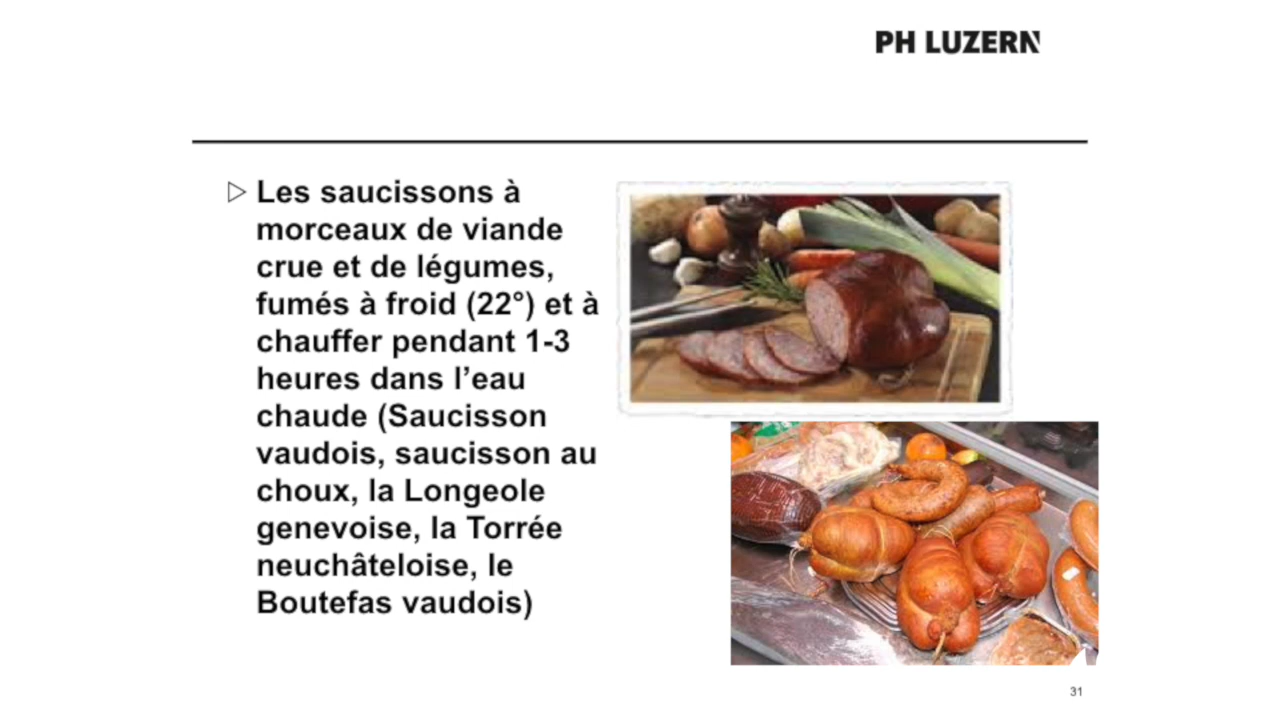 PH LUZERN
Les saucissons à
morceaux de viande
crue et de légumes,
fumés à froid (22°) et à
chauffer pendant 1-3
heures dans l’eau
chaude (Saucisson
vaudois, saucisson au
choux, la Longeole
genevoise, la Torrée
neuchâteloise, le
Boutefas vaudois)
31